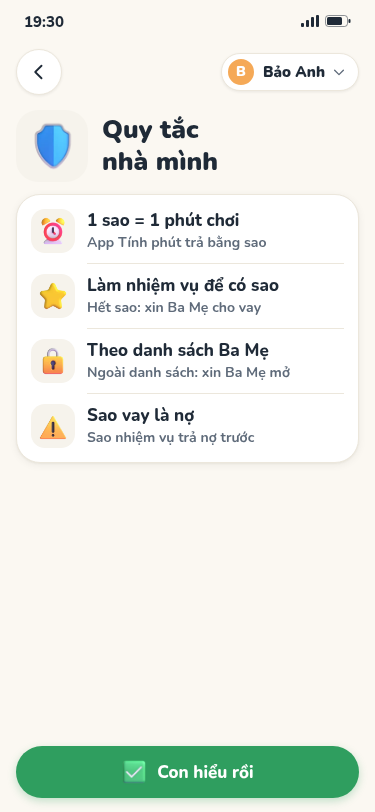 19:30
B Bảo Anh
Quy tắc
nhà mình
1 sao = 1 phút chơi
App Tính phút trả bằng sao
Làm nhiệm vụ để có sao
Hết sao: xin Ba Mẹ cho vay
Theo danh sách Ba Mẹ
Ngoài danh sách: xin Ba Mẹ mở
Sao vay là nợ
Sao nhiệm vụ trả nợ trước
Con hiểu rồi